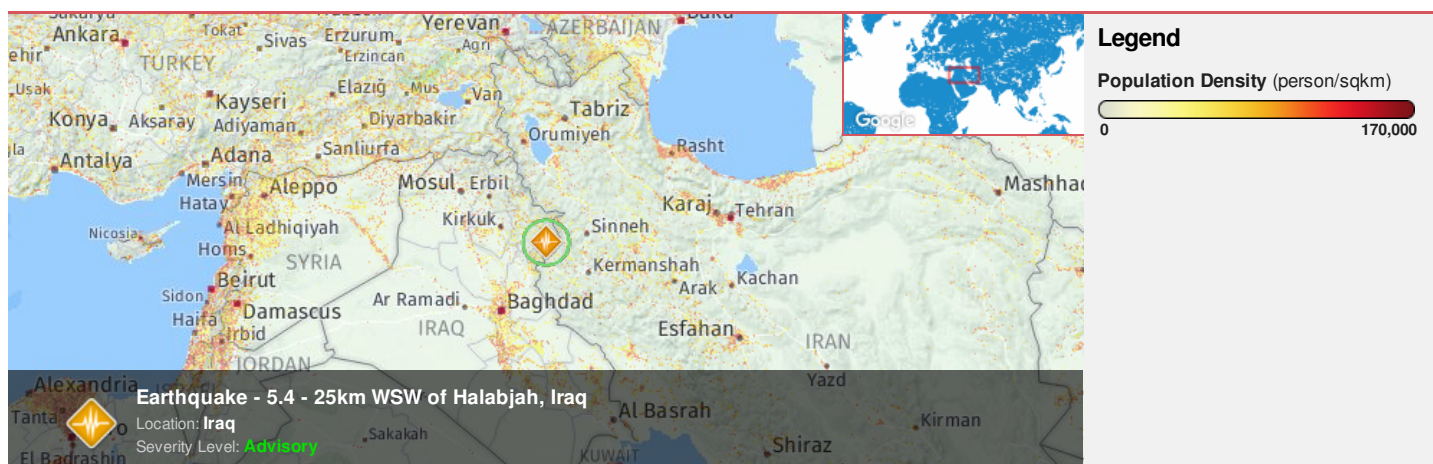 Sakarya
Yerevan
Baku
Ankara
Tokat
Sivas
Erzurum
AZERBAIJAN
Agri
ehir
TURKEY
Erzincan
Usak
Elazığ
Mus
Van
Kayseri
Tabriz
Konya
Aksaray
Adiyaman
Diyarbakir
Orumiyeh
la
Antalya
Adana
Sanliurfa
Rasht
Mersin
Aleppo
Mosul
Erbil
Mashhad
Hatay
Karaj
Tehran
Nicosia
Al Ladhiqiyah
Kirkuk
Sinneh
Homs
SYRIA
Kermanshah
Beirut
Kachan
Sidon
Damascus
Ar Ramadi
Baghdad
Arak
Haifa
Irbid
IRAQ
Esfahan
IRAN
JORDAN
Yazd
Alexandria
ISRAEL
Tanta
Al Basrah
Kirman
Sakakah
Shiraz
El Badrashin
KUWAIT
Google
Earthquake - 5.4 - 25km WSW of Halabjah, Iraq
Location: Iraq
Severity Level: Advisory
Legend
Population Density (person/sqkm)
0 170,000